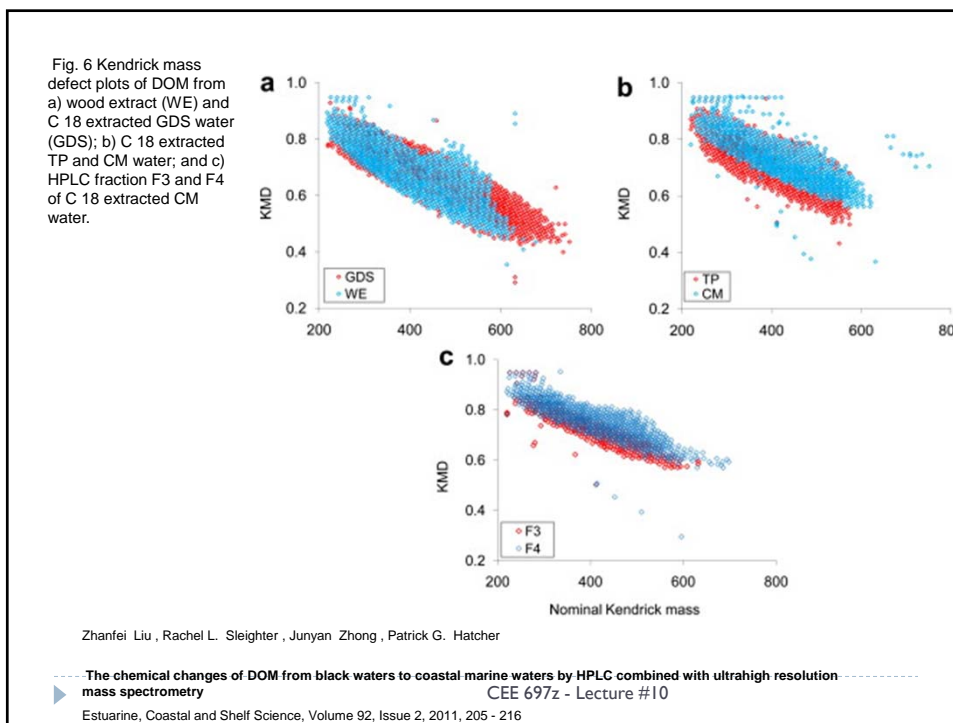 Fig. 6 Kendrick mass
defect plots of DOM from
a) wood extract (WE) and
C 18 extracted GDS water
(GDS); b) C 18 extracted
TP and CM water; and c)
HPLC fraction F3 and F4
of C 18 extracted CM
water.
a
1.0
0.8
0.6
0.4
0.2
KMD
GDS
WE
200 400 600 800
b
1.0
0.8
0.6
0.4
0.2
KMD
TP
CM
200 400 600 80
c
1.0
0.8
0.6
0.4
0.2
KMD
F3
F4
200 400 600 800
Nominal Kendrick mass
Zhanfei Liu , Rachel L. Sleighter , Junyan Zhong , Patrick G. Hatcher
The chemical changes of DOM from black waters to coastal marine waters by HPLC combined with ultrahigh resolution
mass spectrometry
CEE 697z - Lecture #10
Estuarine, Coastal and Shelf Science, Volume 92, Issue 2, 2011, 205 - 216